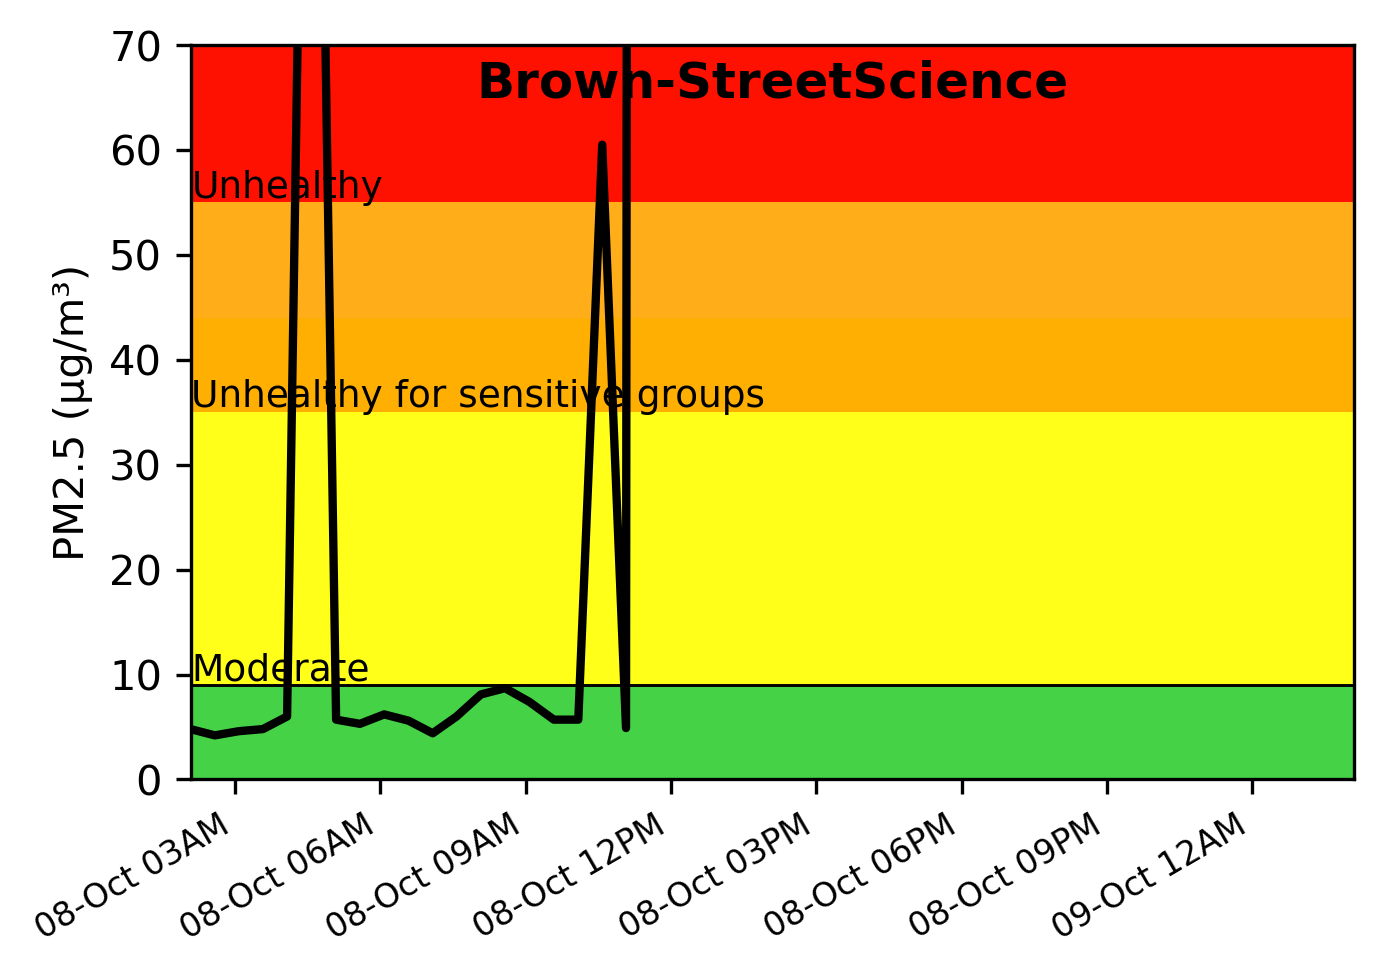 Brown-StreetScience
70
60
50
40
30
20
10
0
PM2.5 (µg/m³)
Unhealthy
Unhealthy for sensitive groups
Moderate
08-Oct 03AM
08-Oct 06AM
08-Oct 09AM
08-Oct 12PM
08-Oct 03PM
08-Oct 06PM
08-Oct 09PM
09-Oct 12AM